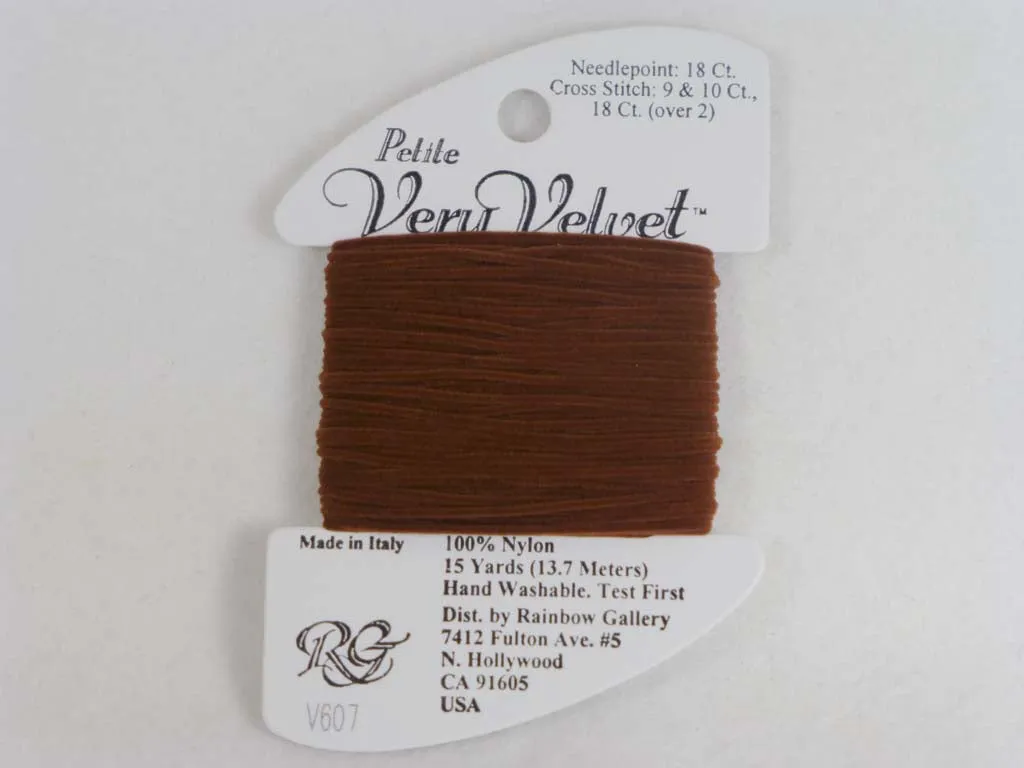 Needlepoint: 18 Ct.
Cross Stitch: 9 & 10 Ct.,
18 Ct. (over 2)
Petite
Very Velvet™
Made in Italy
100% Nylon
15 Yards (13.7 Meters)
Hand Washable. Test First
Dist. by Rainbow Gallery
7412 Fulton Ave. #5
N. Hollywood
CA 91605
USA
RG
V607